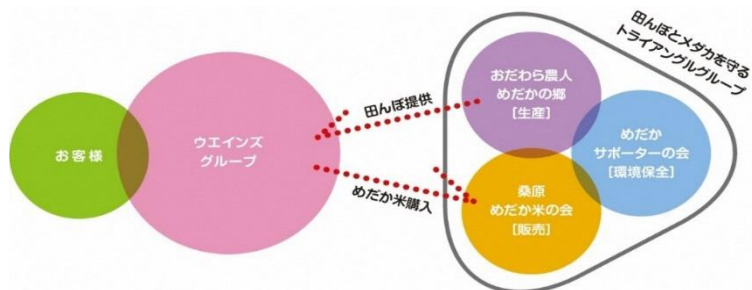 お客様
ウエインズ
グループ
田んぼ提供
めだか米購入
おだわら農人
めだかの郷
[生産]
めだか
サポーターの会
[環境保全]
桑原
めだか米の会
[販売]
田んぼとメダカを守る
トライアングルグループ